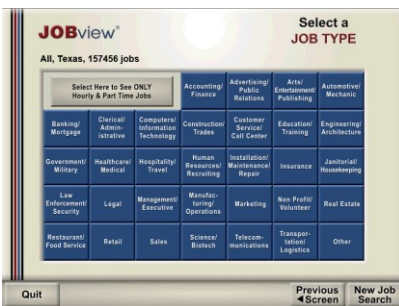 JOBview®
Select a
JOB TYPE
All, Texas, 157456 jobs
Select Here to See ONLY
Hourly & Part Time Jobs
Accounting/
Finance
Advertising/
Public
Relations
Arts/
Entertainment/
Publishing
Automotive/
Mechanic
Banking/
Mortgage
Clerical/
Admin-
istrative
Computers/
Information
Technology
Construction/
Trades
Customer
Service/
Call Center
Education/
Training
Engineering/
Architecture
Government/
Military
Healthcare/
Medical
Hospitality/
Travel
Human
Resources/
Recruiting
Installation/
Maintenance/
Repair
Insurance
Janitorial/
Housekeeping
Law
Enforcement/
Security
Legal
Management/
Executive
Manufac-
turing/
Operations
Marketing
Non Profit/
Volunteer
Real Estate
Restaurant/
Food Service
Retail
Sales
Science/
Biotech
Telecom-
munications
Transpor-
tation/
Logistics
Other
Quit
Previous
◄Screen
New Job
Search